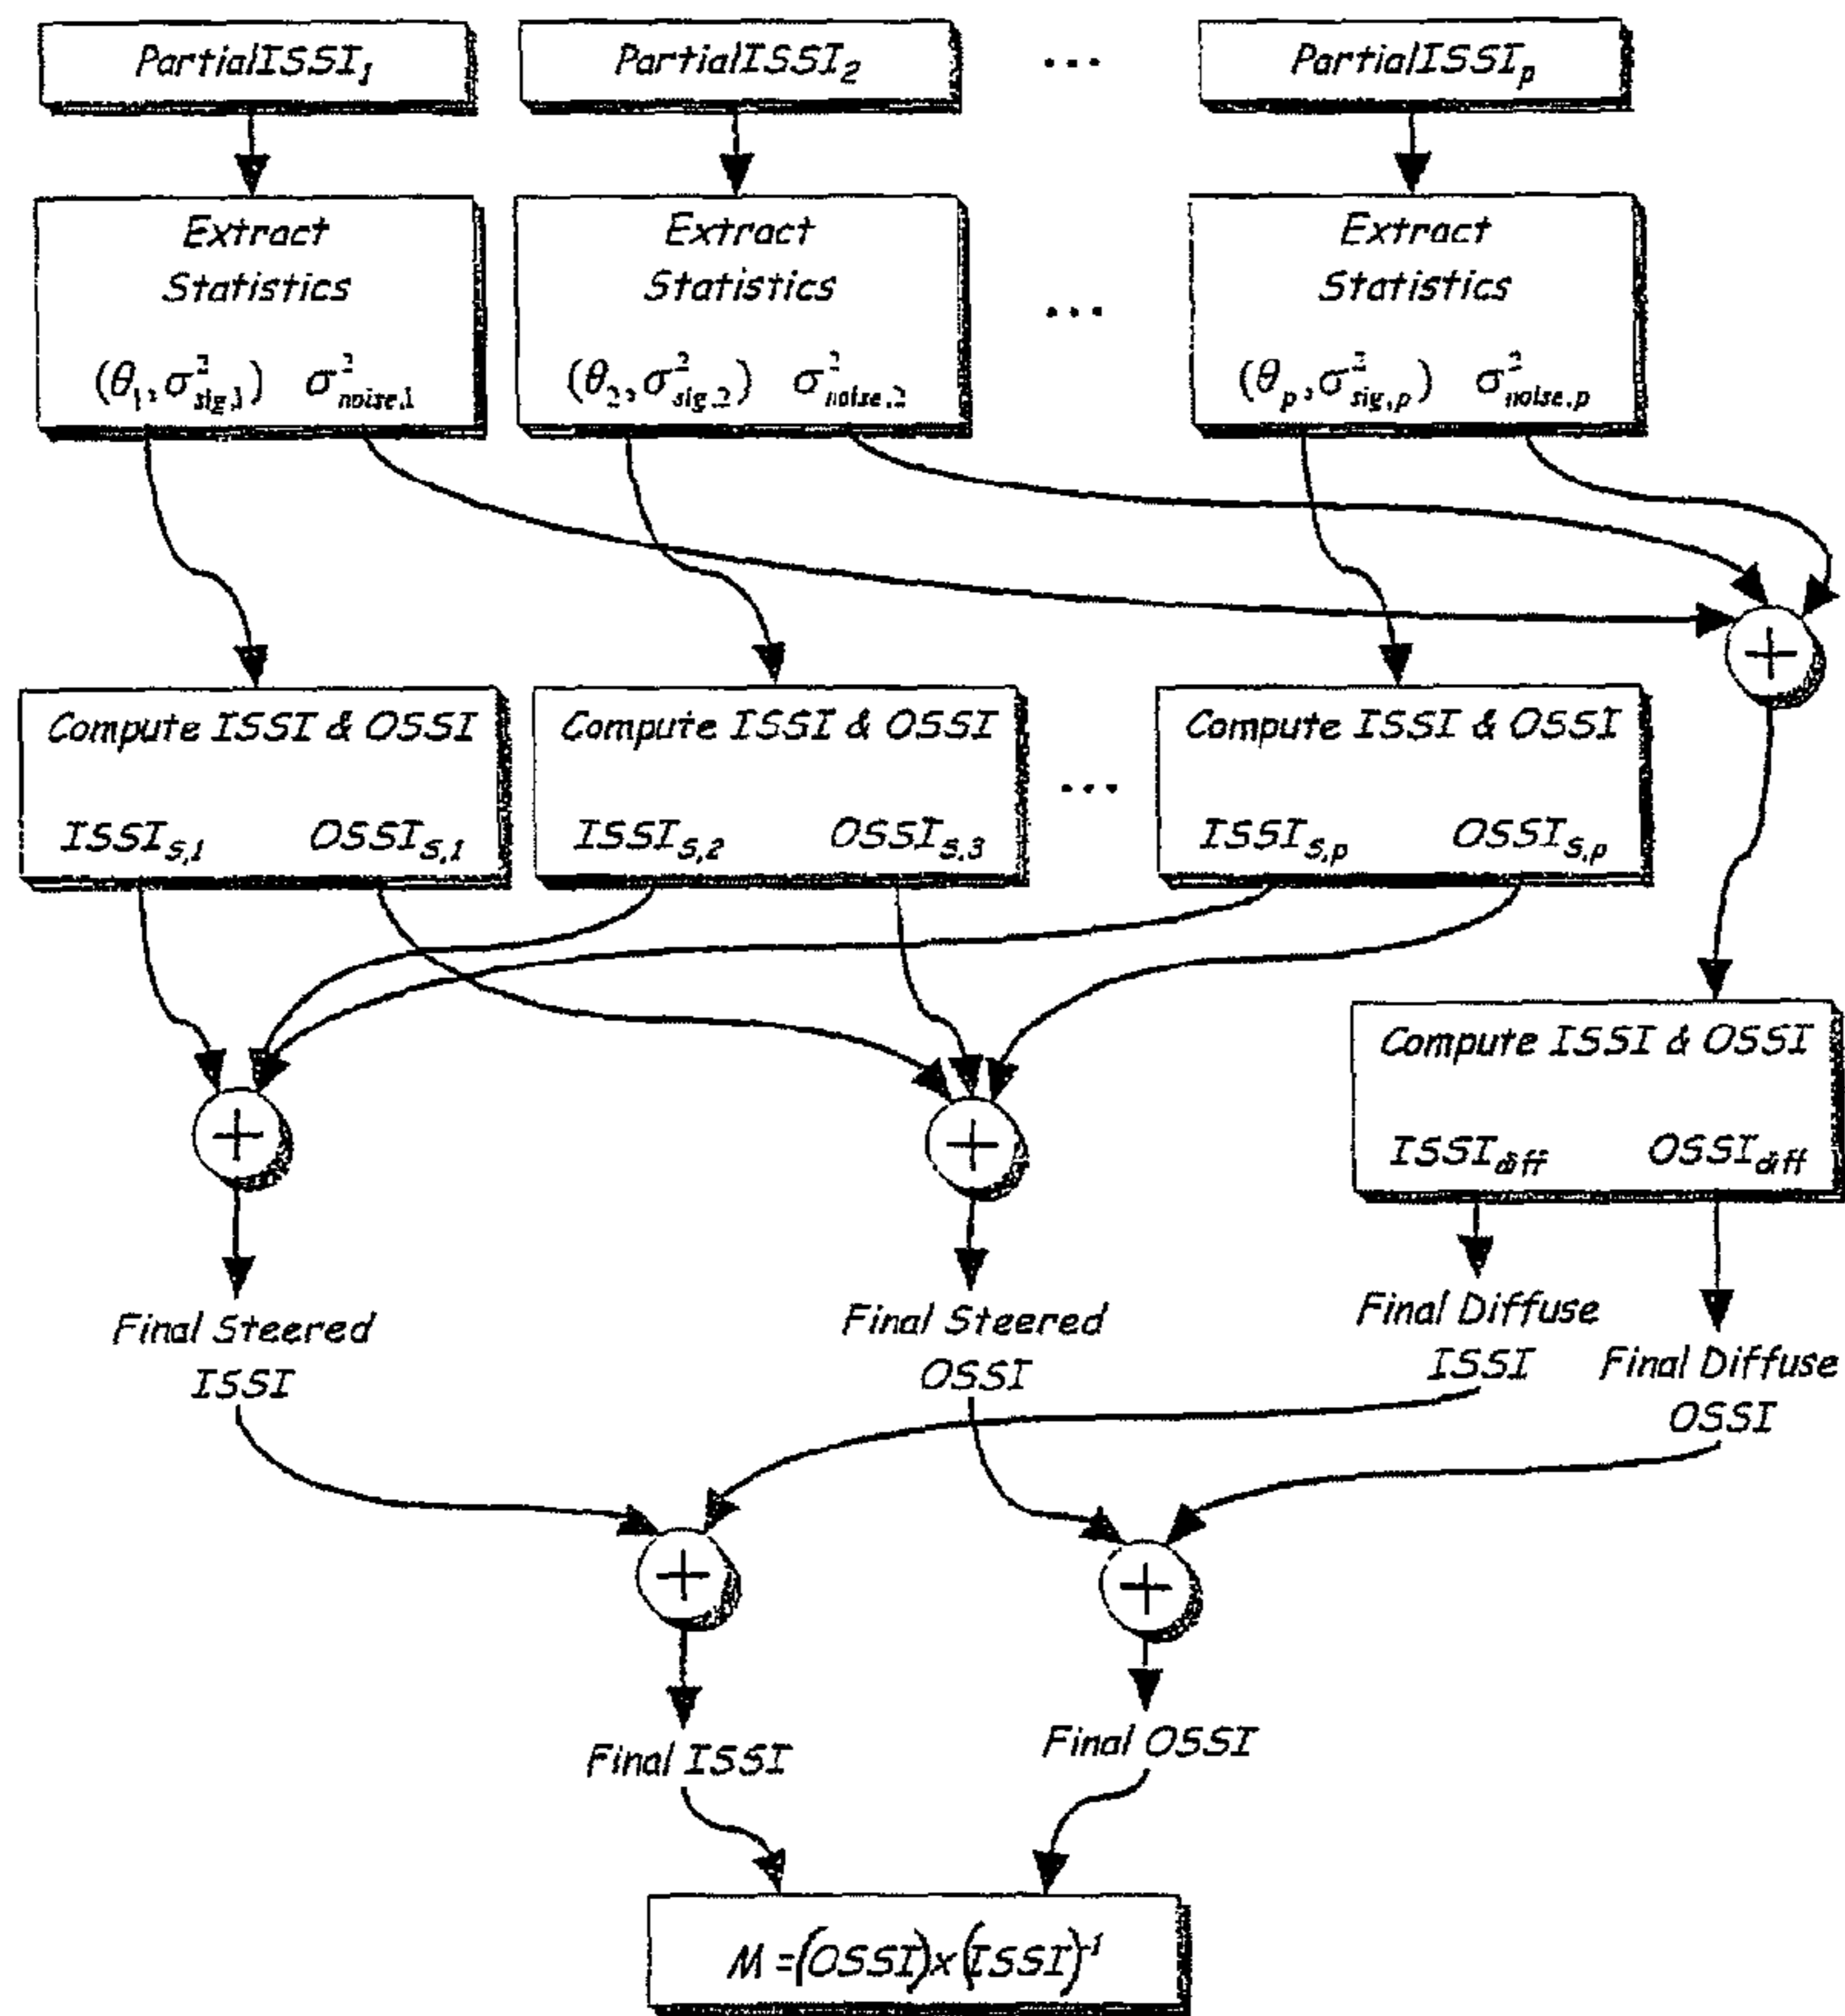 PartialISSI₁ PartialISSI₂ ... PartialISSIₚ
Extract Extract Extract
Statistics Statistics ... Statistics
(θ₁,σ²sig,1) σ²noise,1 (θ₂,σ²sig,2) σ²noise,2 (θₚ,σ²sig,p) σ²noise,p
+
Compute ISSI & OSSI Compute ISSI & OSSI ... Compute ISSI & OSSI
ISSIs,1 OSSIs,1 ISSIs,2 OSSIs,3 ISSIs,p OSSIs,p
Compute ISSI & OSSI
+ + ISSIdiff OSSIdiff
Final Steered Final Steered Final Diffuse
ISSI OSSI ISSI Final Diffuse
OSSI
+ +
Final ISSI Final OSSI
M =(OSSI)x(ISSI)⁻¹